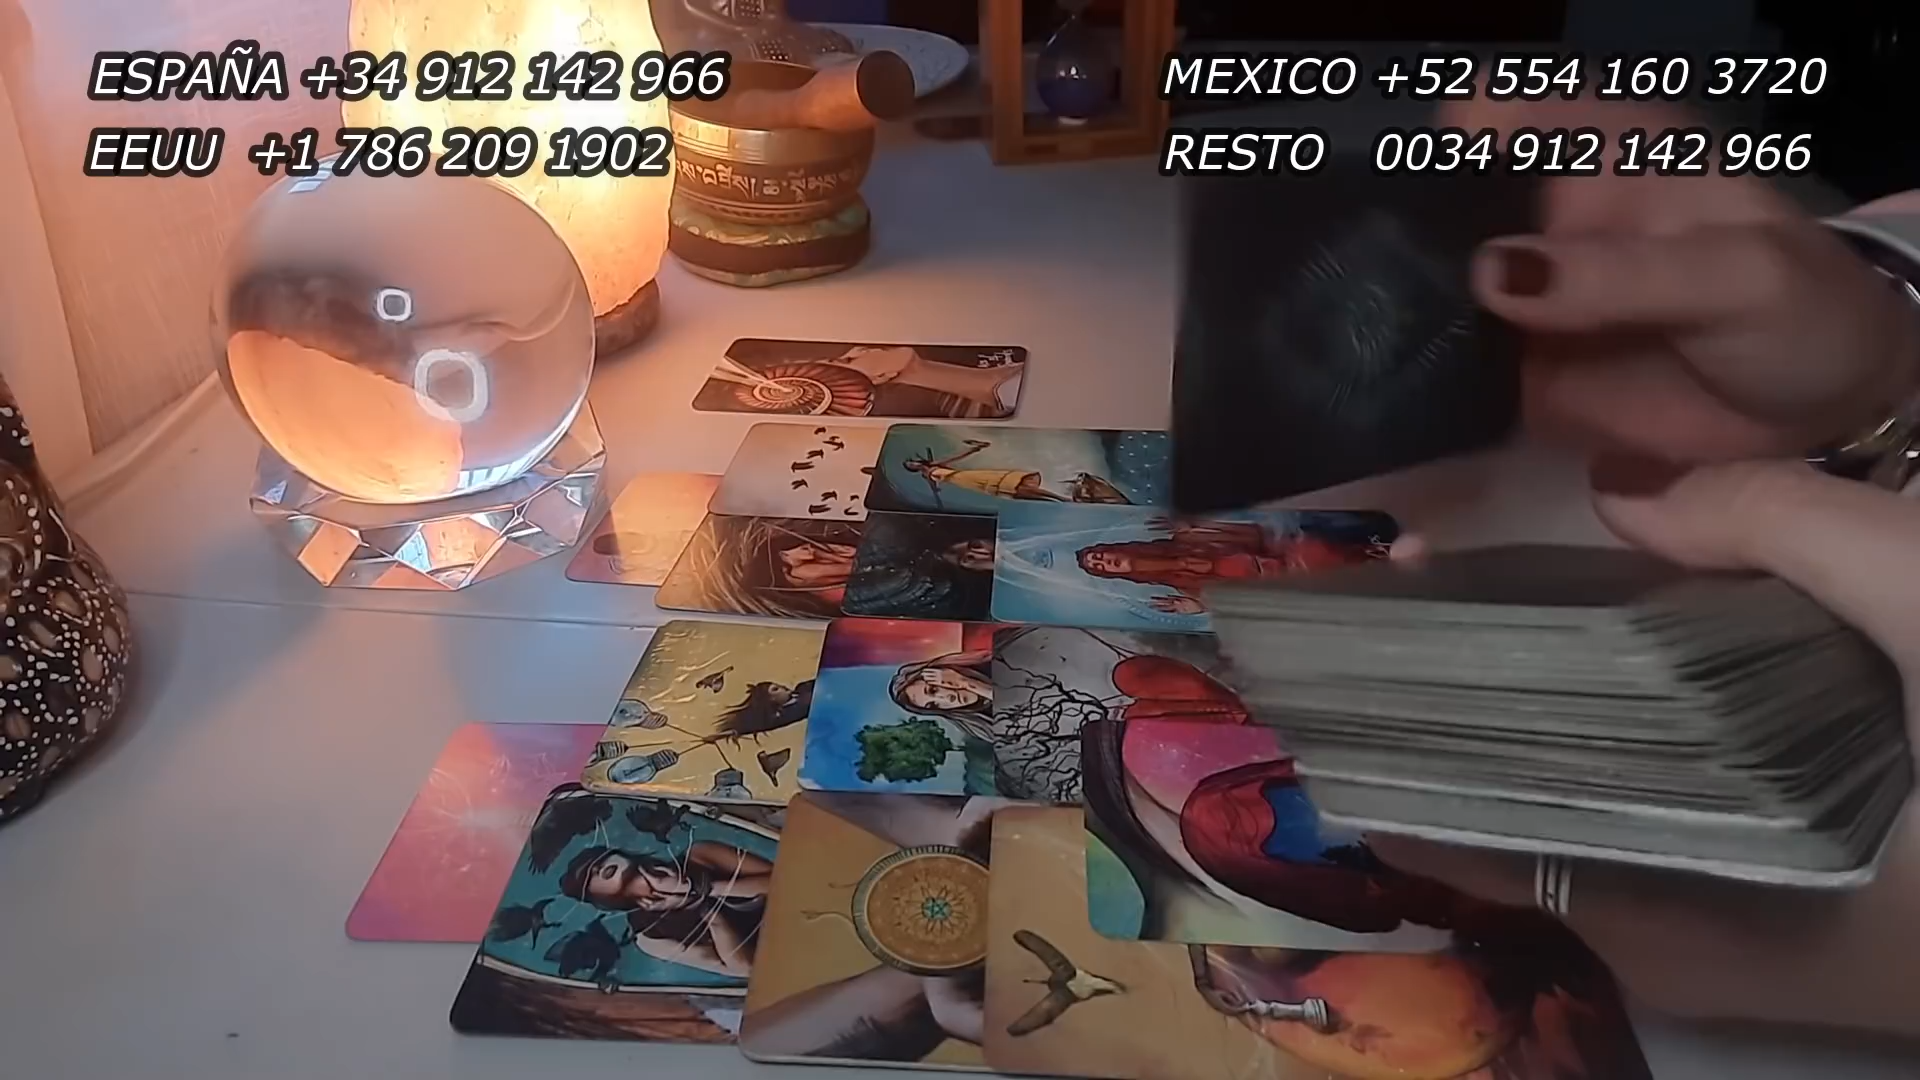 ESPAÑA +34 912 142 966
EEUU +1 786 209 1902
MEXICO +52 554 160 3720
RESTO 0034 912 142 966